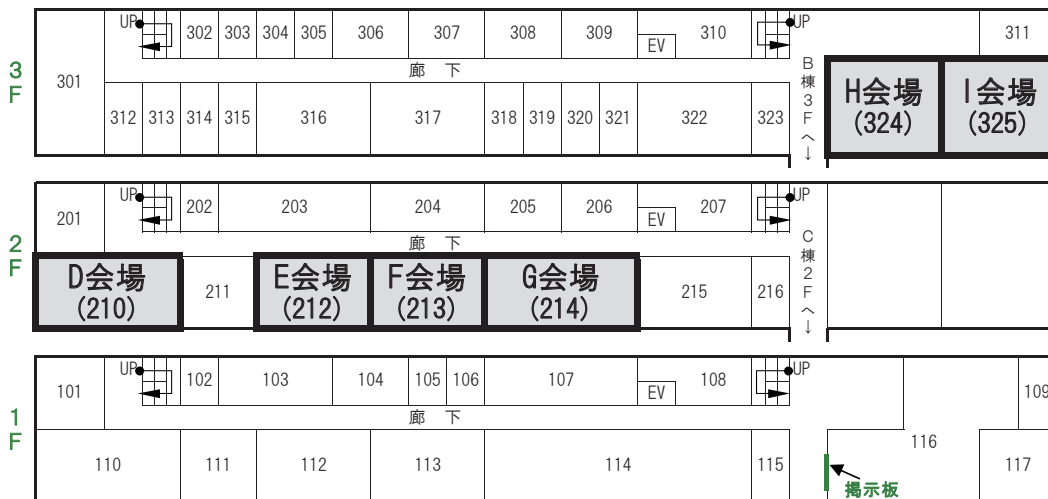 3F
UP
302
303
304
305
306
307
308
309
310
EV
UP
311
301
廊 下
B棟3Fへ↓
H会場
(324)
I会場
(325)
312
313
314
315
316
317
318
319
320
321
322
323
2F
201
UP
202
203
204
205
206
EV
207
UP
廊 下
C棟2Fへ↓
D会場
(210)
211
E会場
(212)
F会場
(213)
G会場
(214)
215
216
1F
101
UP
102
103
104
105
106
107
EV
108
UP
109
廊 下
110
111
112
113
114
115
116
117
掲示板